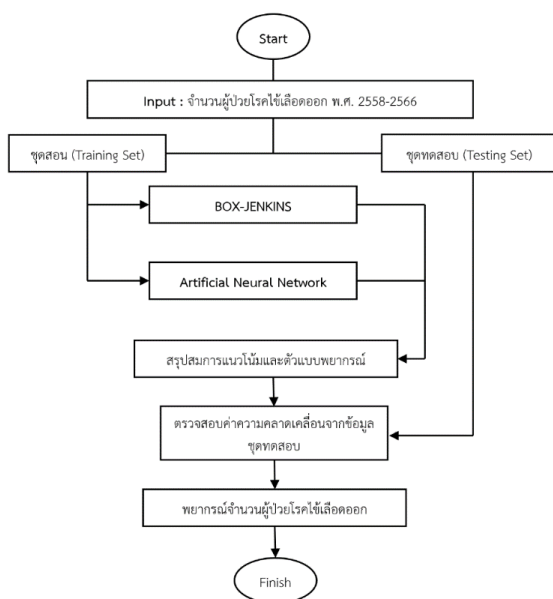 Start
Input : จำนวนผู้ป่วยโรคไข้เลือดออก พ.ศ. 2558-2566
ชุดสอน (Training Set)
ชุดทดสอบ (Testing Set)
BOX-JENKINS
Artificial Neural Network
สรุปสมการแนวโน้มและตัวแบบพยากรณ์
ตรวจสอบค่าความคลาดเคลื่อนจากข้อมูล
ชุดทดสอบ
พยากรณ์จำนวนผู้ป่วยโรคไข้เลือดออก
Finish